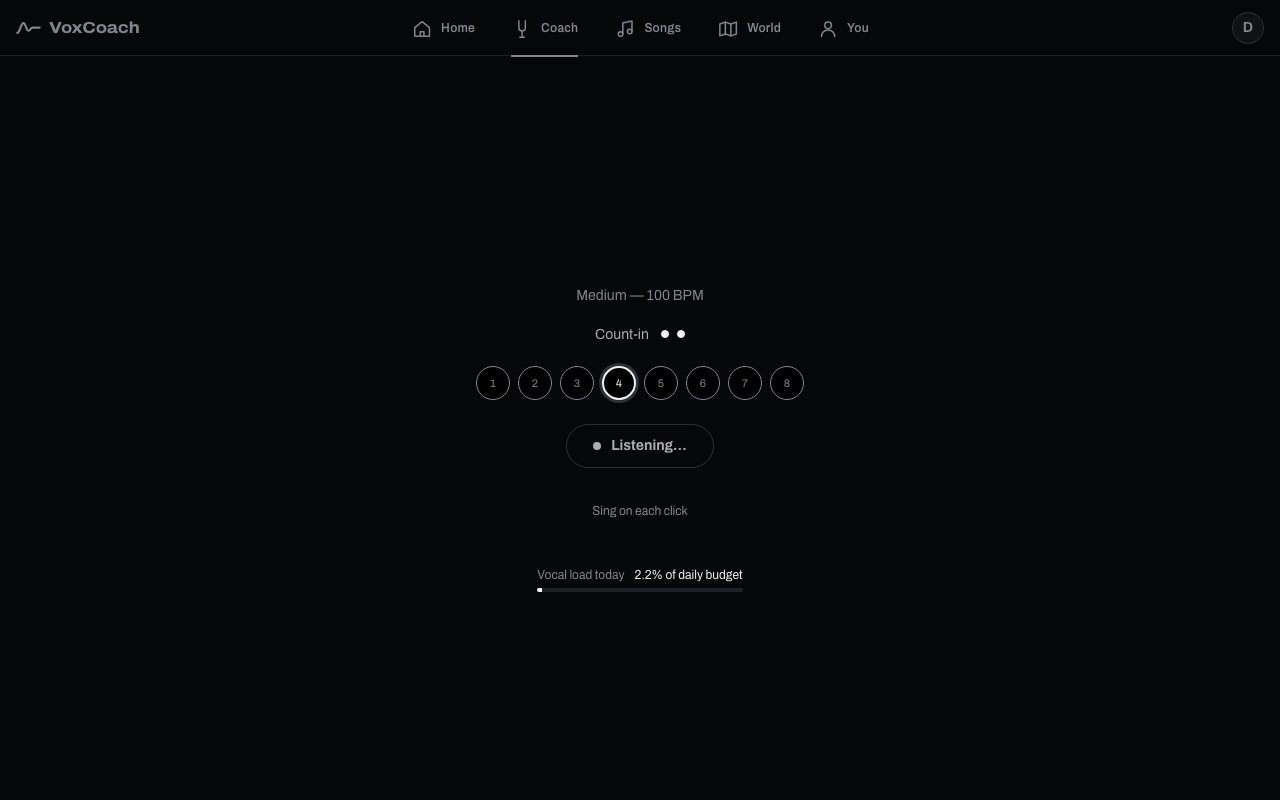 VoxCoach
Home Coach Songs World You
D
Medium — 100 BPM
Count-in
1 2 3 4 5 6 7 8
Listening...
Sing on each click
Vocal load today 2.2% of daily budget